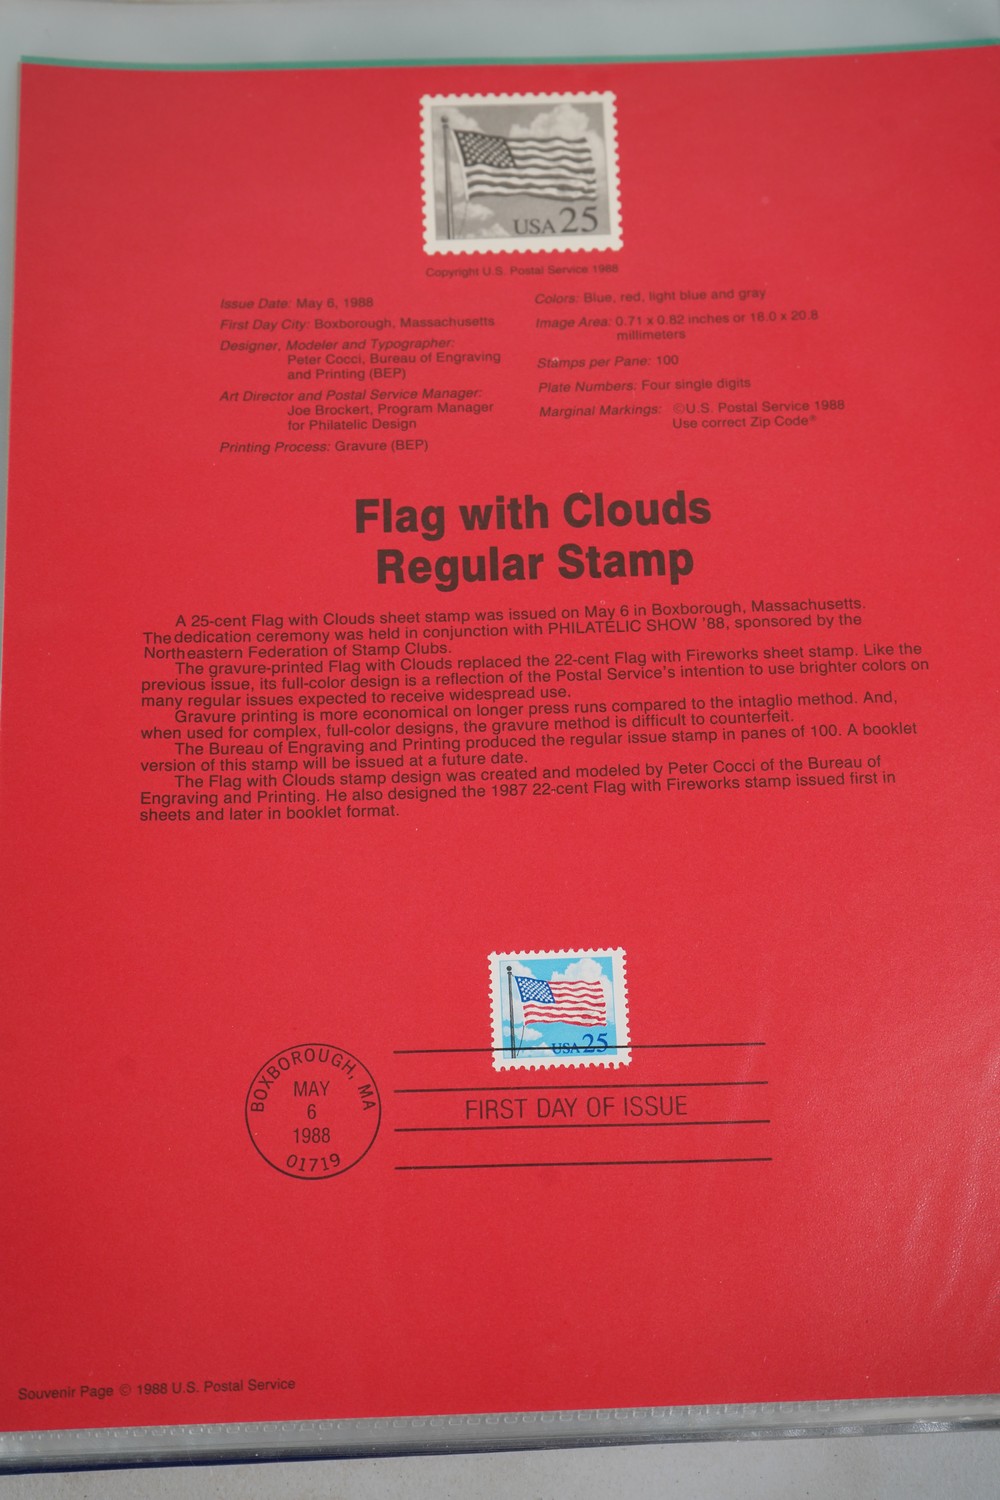 USA 25
Copyright U.S. Postal Service 1988
Issue Date: May 6, 1988
First Day City: Boxborough, Massachusetts
Designer, Modeler and Typographer:
Peter Cocci, Bureau of Engraving
and Printing (BEP)
Art Director and Postal Service Manager:
Joe Brockert, Program Manager
for Philatelic Design
Printing Process: Gravure (BEP)
Colors: Blue, red, light blue and gray
Image Area: 0.71 x 0.82 inches or 18.0 x 20.8
millimeters
Stamps per Pane: 100
Plate Numbers: Four single digits
Marginal Markings: ©U.S. Postal Service 1988
Use correct Zip Code®
Flag with Clouds
Regular Stamp
A 25-cent Flag with Clouds sheet stamp was issued on May 6 in Boxborough, Massachusetts.
The dedication ceremony was held in conjunction with PHILATELIC SHOW '88, sponsored by the
Northeastern Federation of Stamp Clubs.
The gravure-printed Flag with Clouds replaced the 22-cent Flag with Fireworks sheet stamp. Like the
previous issue, its full-color design is a reflection of the Postal Service's intention to use brighter colors on
many regular issues expected to receive widespread use.
Gravure printing is more economical on longer press runs compared to the intaglio method. And,
when used for complex, full-color designs, the gravure method is difficult to counterfeit.
The Bureau of Engraving and Printing produced the regular issue stamp in panes of 100. A booklet
version of this stamp will be issued at a future date.
The Flag with Clouds stamp design was created and modeled by Peter Cocci of the Bureau of
Engraving and Printing. He also designed the 1987 22-cent Flag with Fireworks stamp issued first in
sheets and later in booklet format.
USA 25
BOXBOROUGH, MA
MAY
6
1988
01719
FIRST DAY OF ISSUE
Souvenir Page © 1988 U.S. Postal Service